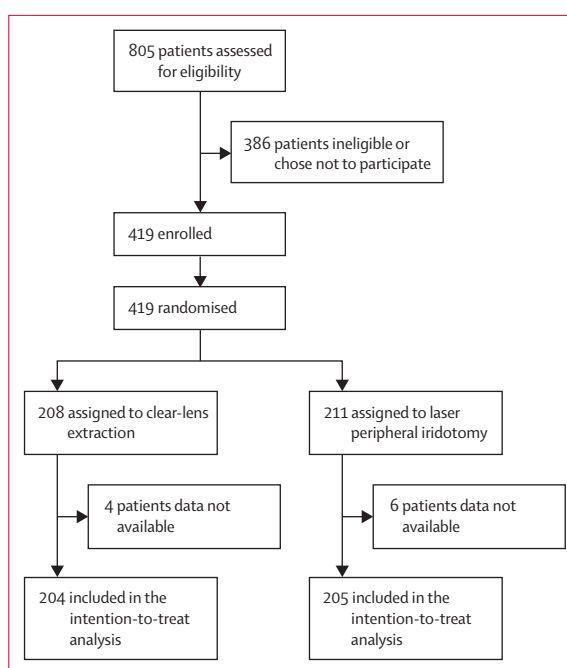 805 patients assessed
for eligibility
386 patients ineligible or
chose not to participate
419 enrolled
419 randomised
208 assigned to clear-lens
extraction
211 assigned to laser
peripheral iridotomy
4 patients data not
available
6 patients data not
available
204 included in the
intention-to-treat
analysis
205 included in the
intention-to-treat
analysis